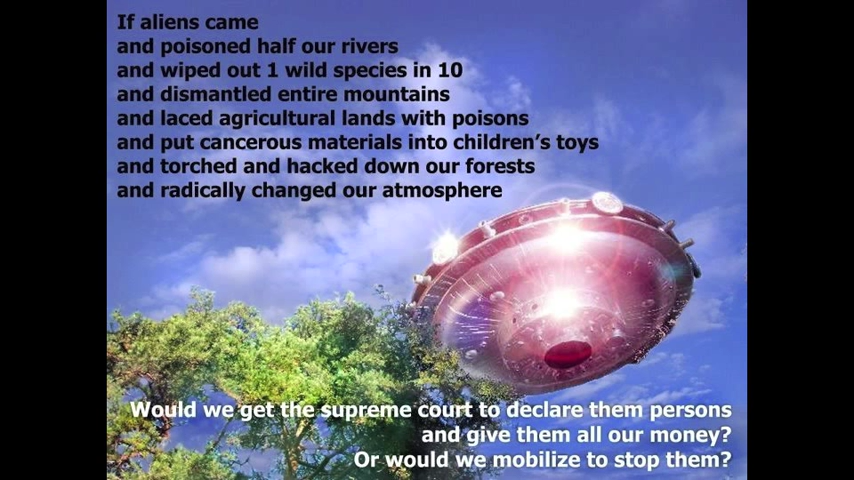 If aliens came
and poisoned half our rivers
and wiped out 1 wild species in 10
and dismantled entire mountains
and laced agricultural lands with poisons
and put cancerous materials into children’s toys
and torched and hacked down our forests
and radically changed our atmosphere
Would we get the supreme court to declare them persons
and give them all our money?
Or would we mobilize to stop them?